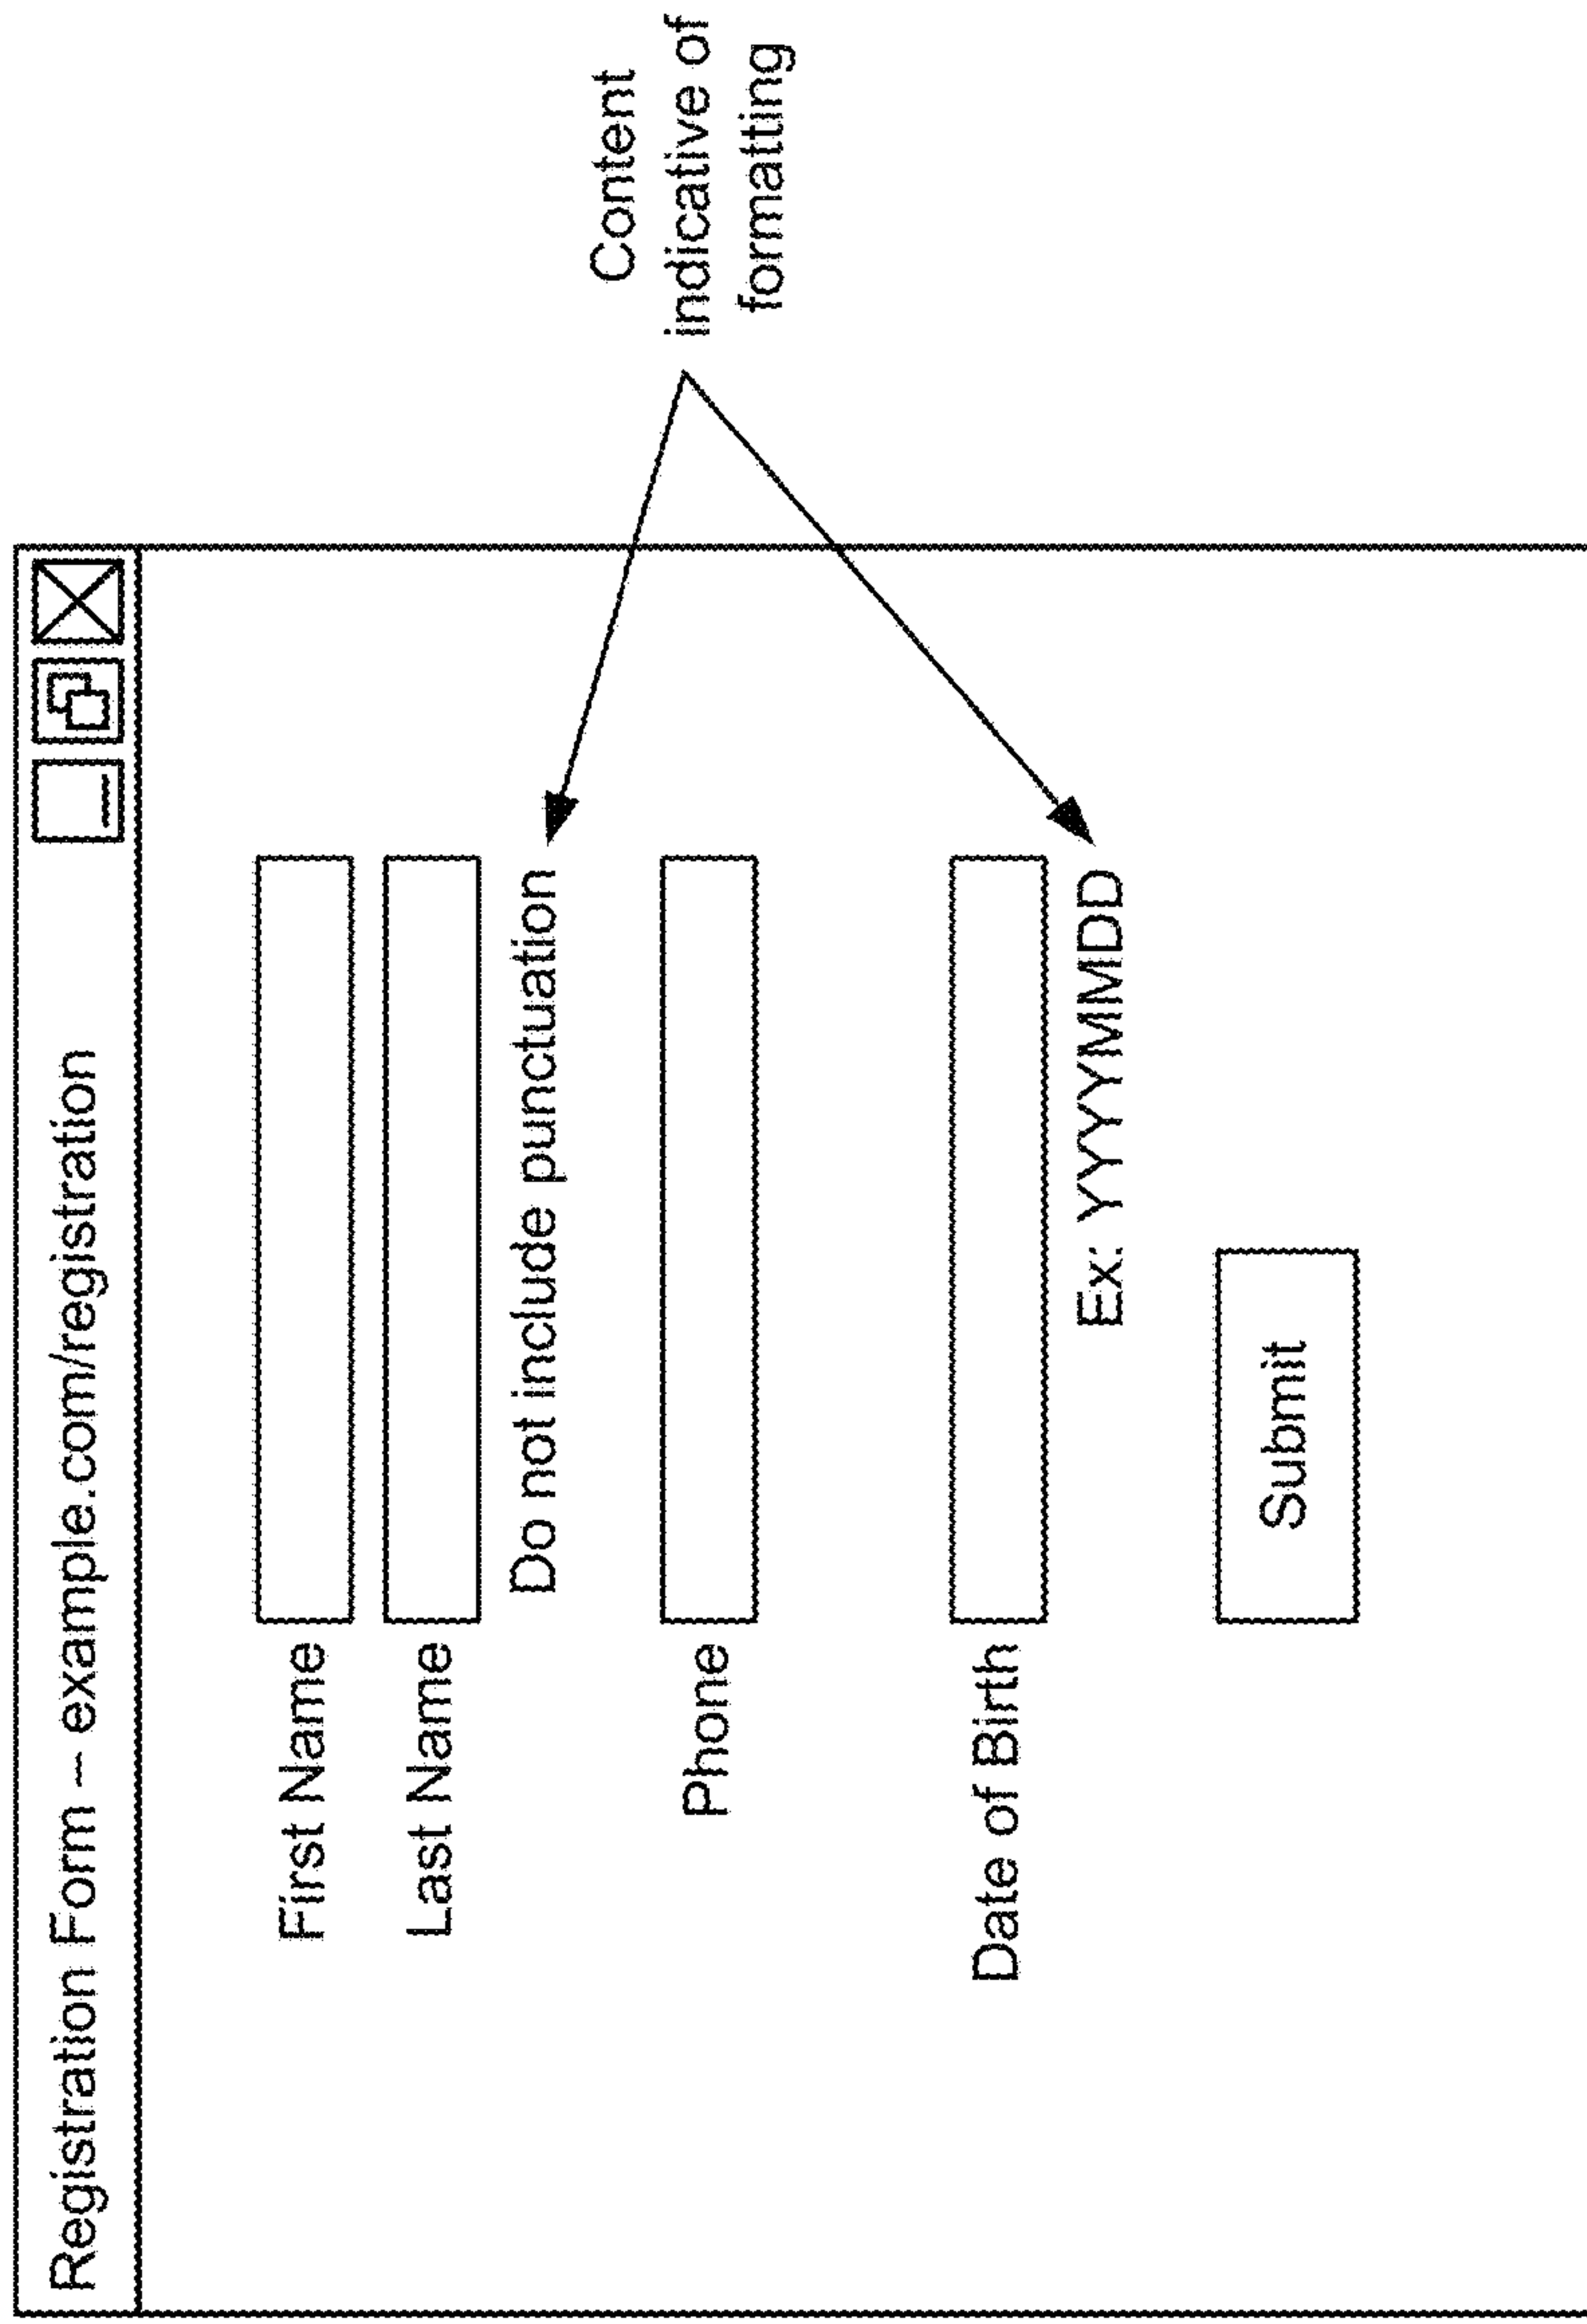 Registration Form – example.com/registration
First Name
Last Name
Do not include punctuation
Phone
Date of Birth
Ex: YYYYMMDD
Submit
Content
indicative of
formatting